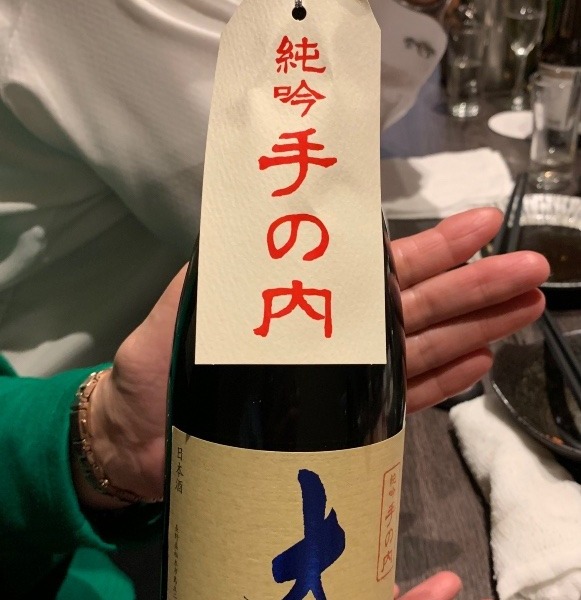 純吟
手の内
日本酒
純吟 手の内